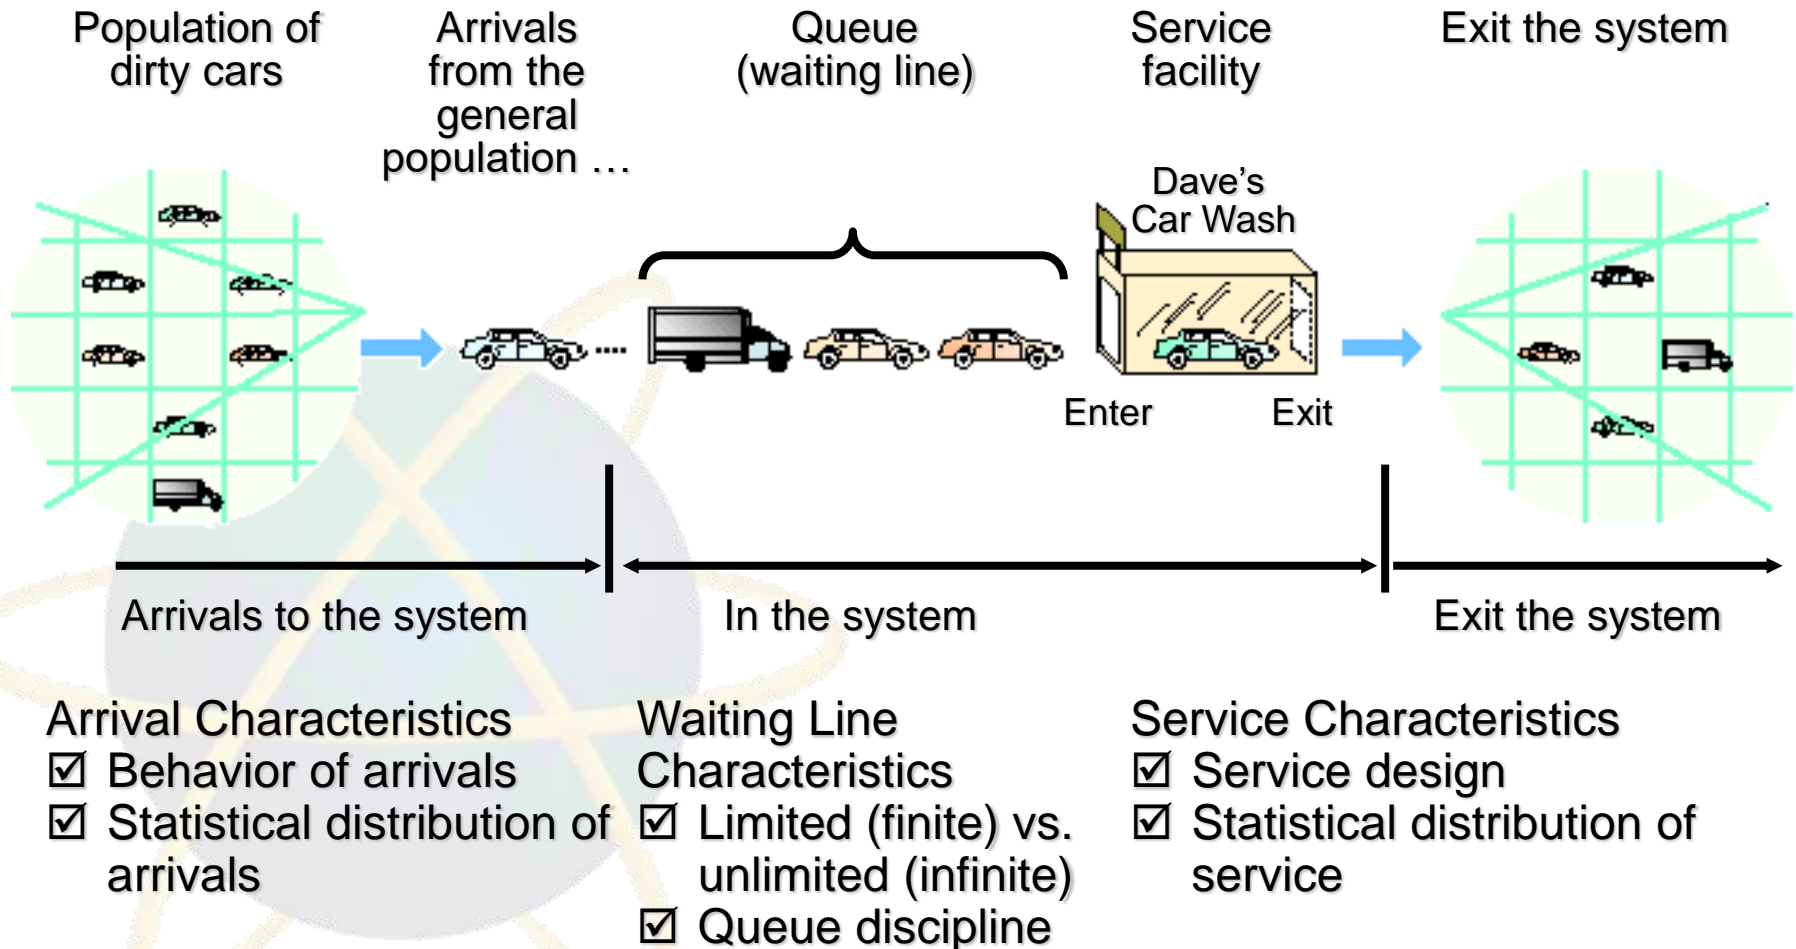 Population of
dirty cars
Arrivals
from the
general
population …
Queue
(waiting line)
Service
facility
Exit the system
Dave’s
Car Wash
Enter
Exit
Arrivals to the system
In the system
Exit the system
Arrival Characteristics
☑ Behavior of arrivals
☑ Statistical distribution of
arrivals
Waiting Line
Characteristics
☑ Limited (finite) vs.
unlimited (infinite)
☑ Queue discipline
Service Characteristics
☑ Service design
☑ Statistical distribution of
service